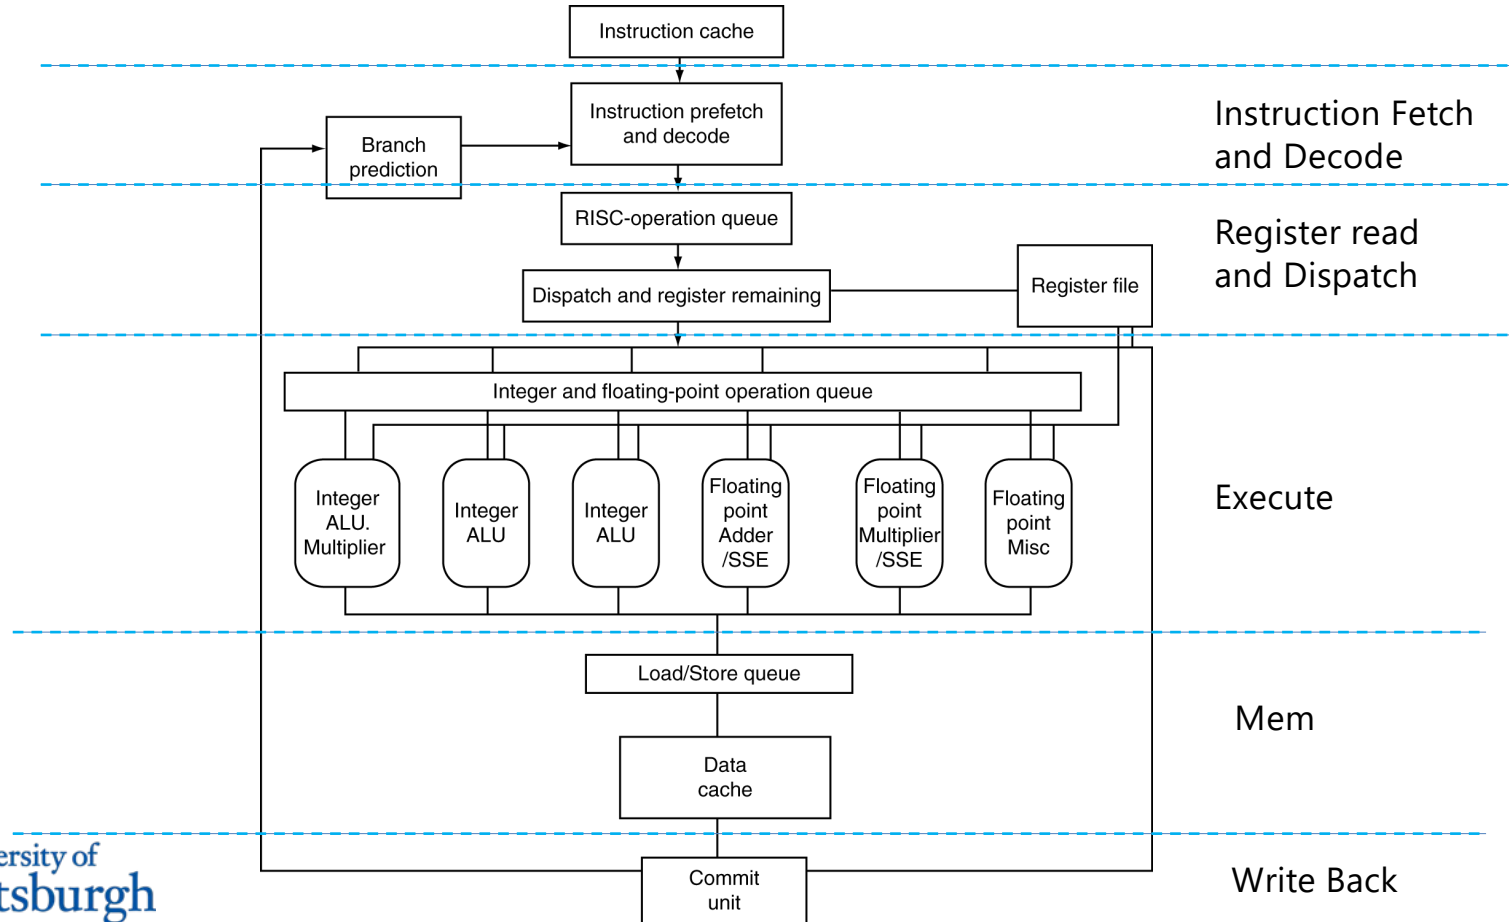 Instruction cache
Instruction prefetch
and decode
Instruction Fetch
and Decode
Branch
prediction
RISC-operation queue
Register read
and Dispatch
Dispatch and register remaining
Register file
Integer and floating-point operation queue
Integer
ALU.
Multiplier
Integer
ALU
Integer
ALU
Floating
point
Adder
/SSE
Floating
point
Multiplier
/SSE
Floating
point
Misc
Execute
Load/Store queue
Mem
Data
cache
ersity of
tsburgh
Commit
unit
Write Back